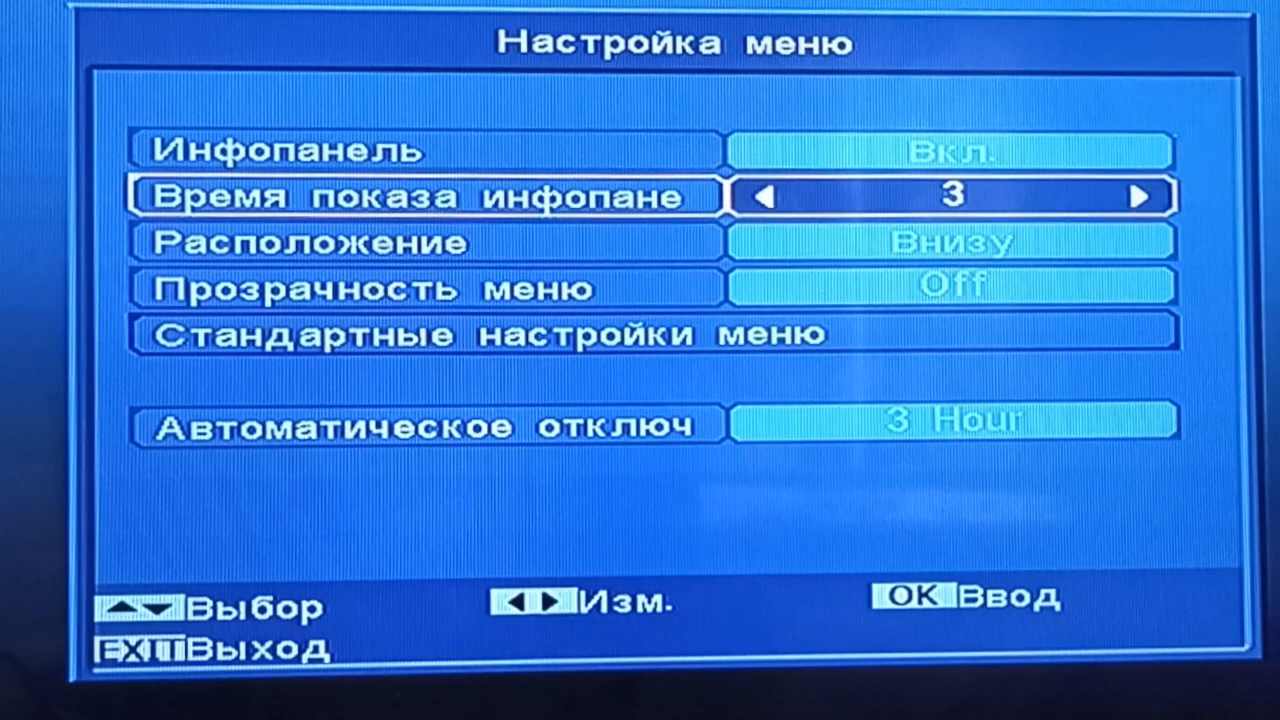 Настройка меню
Инфопанель Вкл.
Время показа инфопане 3
Расположение Внизу
Прозрачность меню Off
Стандартные настройки меню
Автоматическое отключ 3 Hour
Выбор Изм. OK Ввод
EXIT Выход